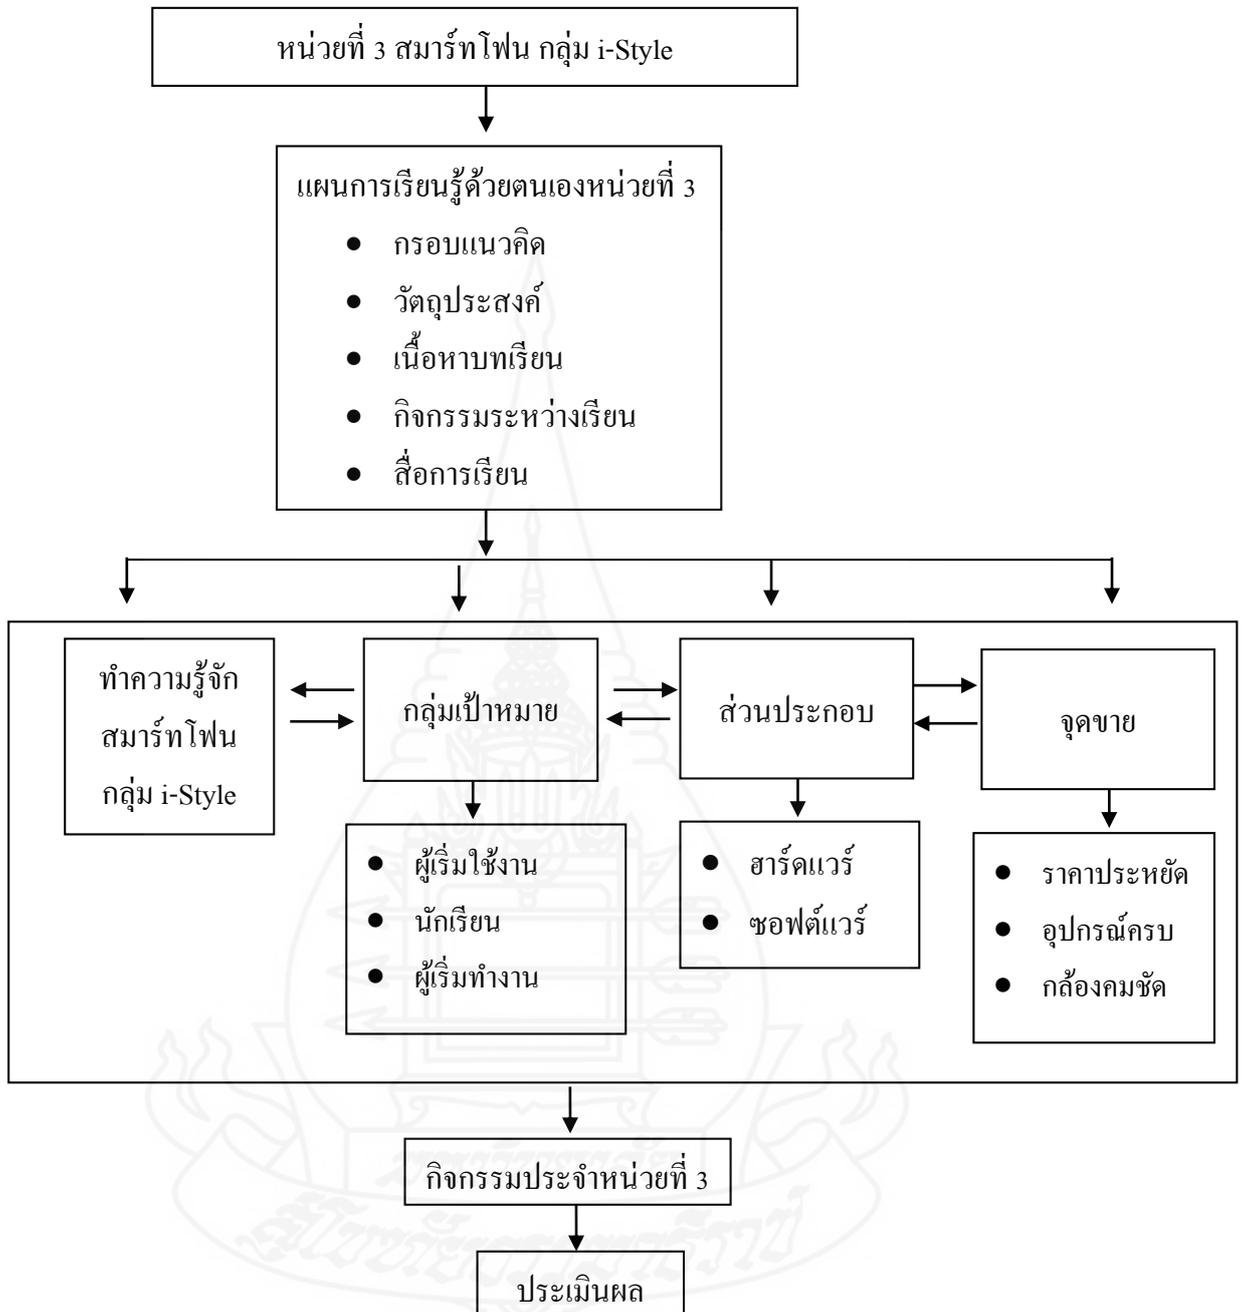 หน่วยที่ 3 สมาร์ทโฟน กลุ่ม i-Style
แผนการเรียนรู้ด้วยตนเองหน่วยที่ 3
● กรอบแนวคิด
● วัตถุประสงค์
● เนื้อหาบทเรียน
● กิจกรรมระหว่างเรียน
● สื่อการเรียน
ทำความรู้จัก
สมาร์ทโฟน
กลุ่ม i-Style
กลุ่มเป้าหมาย
ส่วนประกอบ
จุดขาย
● ผู้เริ่มใช้งาน
● นักเรียน
● ผู้เริ่มทำงาน
● ฮาร์ดแวร์
● ซอฟต์แวร์
● ราคาประหยัด
● อุปกรณ์ครบ
● กล้องคมชัด
กิจกรรมประจำหน่วยที่ 3
ประเมินผล